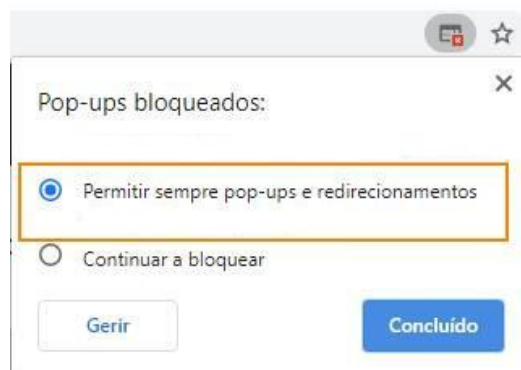 Pop-ups bloqueados:
Permitir sempre pop-ups e redirecionamentos
Continuar a bloquear
Gerir
Concluído